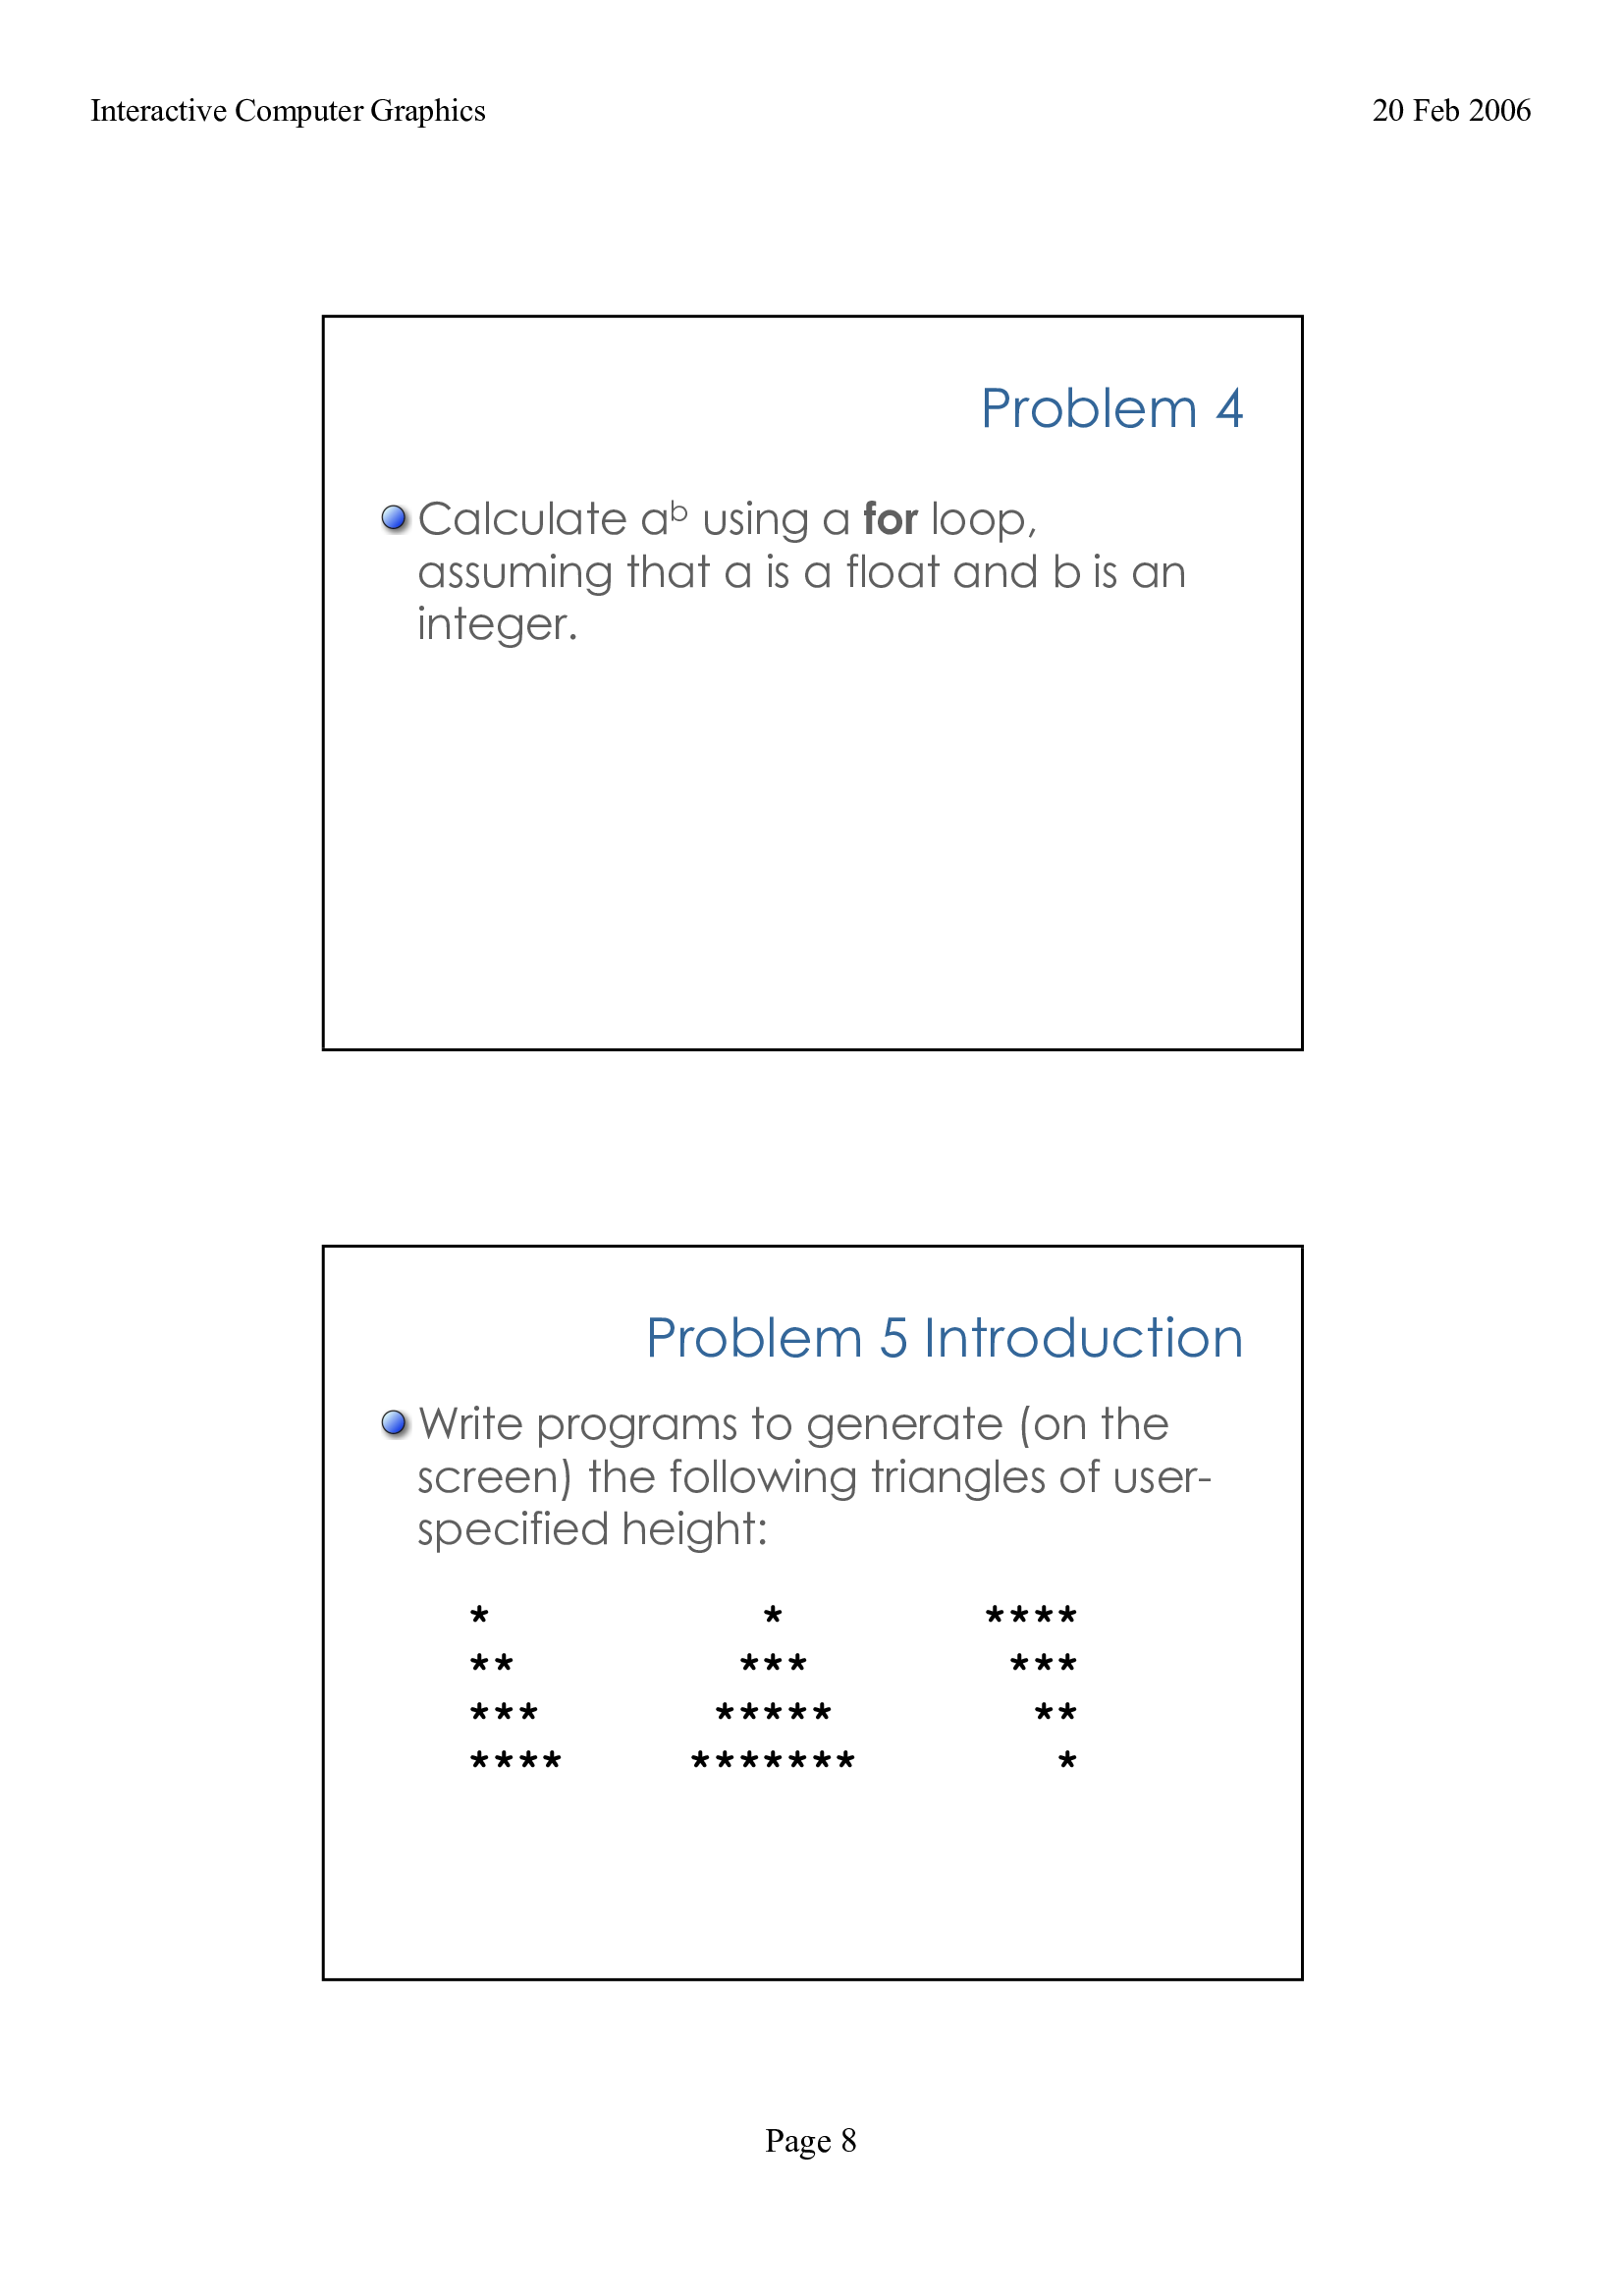 Interactive Computer Graphics 20 Feb 2006
Problem 4
Calculate aᵇ using a for loop,
assuming that a is a float and b is an
integer.
Problem 5 Introduction
Write programs to generate (on the
screen) the following triangles of user-
specified height:
* * ****
** *** ***
*** ***** **
**** ******* *
Page 8